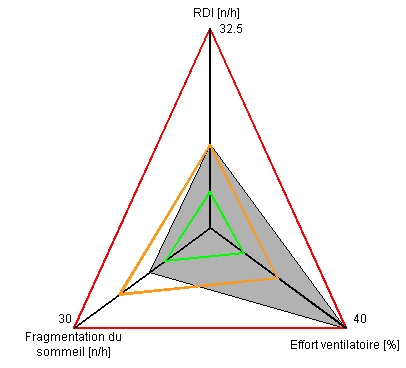 RDI [n/h]
32.5
30
40
Fragmentation du
sommeil [n/h]
Effort ventilatoire [%]